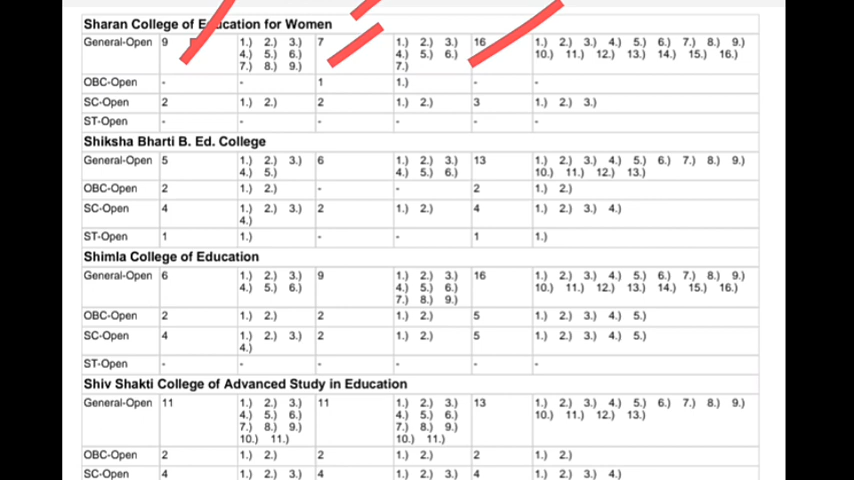 Sharan College of Education for Women
General-Open 9 1.) 2.) 3.) 7 1.) 2.) 3.) 16 1.) 2.) 3.) 4.) 5.) 6.) 7.) 8.) 9.)
4.) 5.) 6.) 4.) 5.) 6.) 10.) 11.) 12.) 13.) 14.) 15.) 16.)
7.) 8.) 9.) 7.)
OBC-Open - - 1 1.) - -
SC-Open 2 1.) 2.) 2 1.) 2.) 3 1.) 2.) 3.)
ST-Open - - - - - -
Shiksha Bharti B. Ed. College
General-Open 5 1.) 2.) 3.) 6 1.) 2.) 3.) 13 1.) 2.) 3.) 4.) 5.) 6.) 7.) 8.) 9.)
4.) 5.) 4.) 5.) 6.) 10.) 11.) 12.) 13.)
OBC-Open 2 1.) 2.) - - 2 1.) 2.)
SC-Open 4 1.) 2.) 3.) 2 1.) 2.) 4 1.) 2.) 3.) 4.)
4.)
ST-Open 1 1.) - - 1 1.)
Shimla College of Education
General-Open 6 1.) 2.) 3.) 9 1.) 2.) 3.) 16 1.) 2.) 3.) 4.) 5.) 6.) 7.) 8.) 9.)
4.) 5.) 6.) 4.) 5.) 6.) 10.) 11.) 12.) 13.) 14.) 15.) 16.)
7.) 8.) 9.)
OBC-Open 2 1.) 2.) 2 1.) 2.) 5 1.) 2.) 3.) 4.) 5.)
SC-Open 4 1.) 2.) 3.) 2 1.) 2.) 5 1.) 2.) 3.) 4.) 5.)
4.)
ST-Open - - - - - -
Shiv Shakti College of Advanced Study in Education
General-Open 11 1.) 2.) 3.) 11 1.) 2.) 3.) 13 1.) 2.) 3.) 4.) 5.) 6.) 7.) 8.) 9.)
4.) 5.) 6.) 4.) 5.) 6.) 10.) 11.) 12.) 13.)
7.) 8.) 9.) 7.) 8.) 9.)
10.) 11.) 10.) 11.)
OBC-Open 2 1.) 2.) 2 1.) 2.) 2 1.) 2.)
SC-Open 4 1.) 2.) 3.) 4 1.) 2.) 3.) 4 1.) 2.) 3.) 4.)